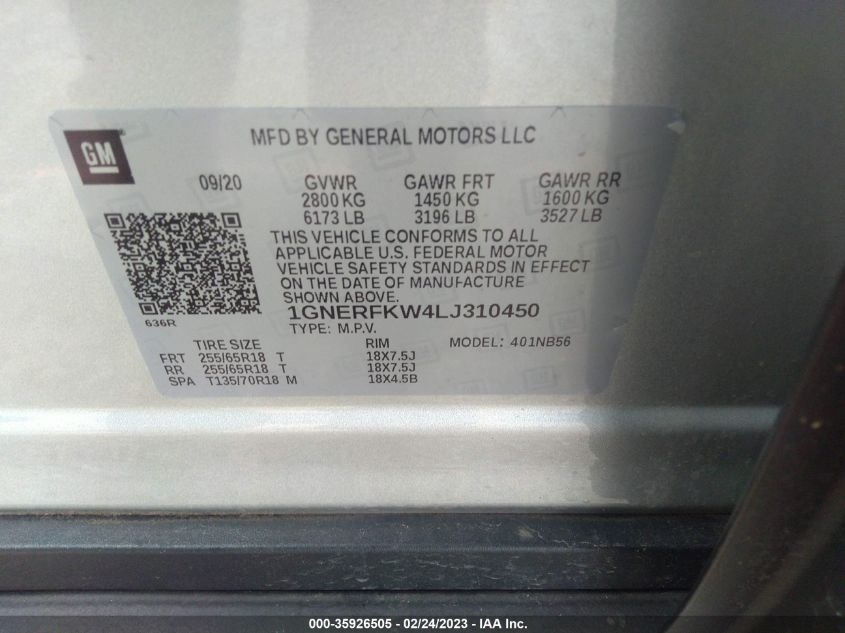 GM
MFD BY GENERAL MOTORS LLC
09/20 GVWR GAWR FRT GAWR RR
2800 KG 1450 KG 1600 KG
6173 LB 3196 LB 3527 LB
THIS VEHICLE CONFORMS TO ALL
APPLICABLE U.S. FEDERAL MOTOR
VEHICLE SAFETY STANDARDS IN EFFECT
ON THE DATE OF MANUFACTURE
SHOWN ABOVE.
636R
1GNERFKW4LJ310450
TYPE: M.P.V.
TIRE SIZE RIM MODEL: 401NB56
FRT 255/65R18 T 18X7.5J
RR 255/65R18 T 18X7.5J
SPA T135/70R18 M 18X4.5B
000-35926505 - 02/24/2023 - IAA Inc.